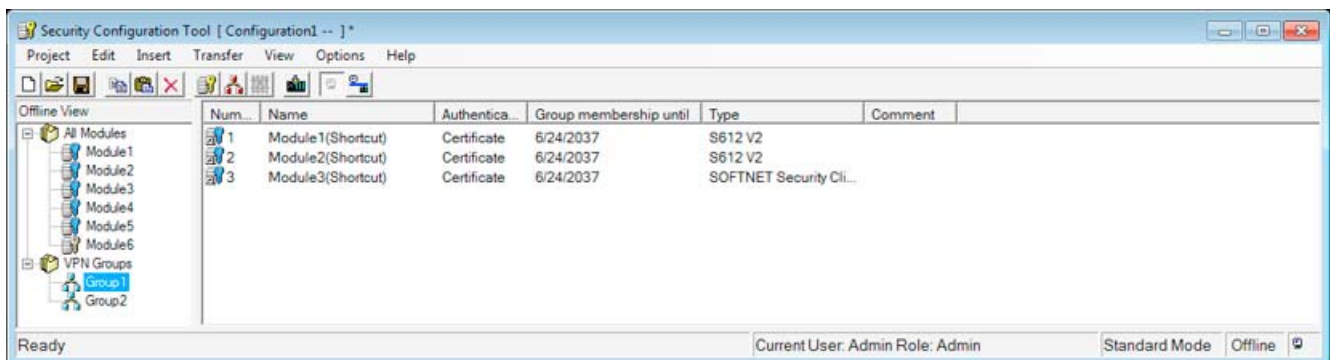 Security Configuration Tool [ Configuration1 -- ] *
Project Edit Insert Transfer View Options Help
Offline View
All Modules
Module1
Module2
Module3
Module4
Module5
Module6
VPN Groups
Group1
Group2
Num... Name Authentica... Group membership until Type Comment
1 Module1(Shortcut) Certificate 6/24/2037 S612 V2
2 Module2(Shortcut) Certificate 6/24/2037 S612 V2
3 Module3(Shortcut) Certificate 6/24/2037 SOFTNET Security Cli...
Ready Current User: Admin Role: Admin Standard Mode Offline